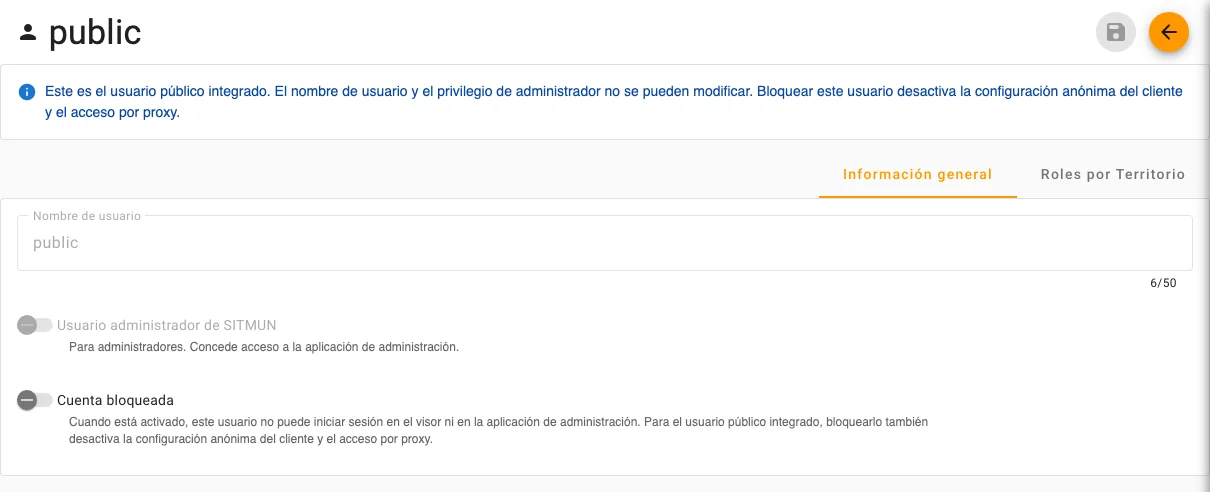 public
Este es el usuario público integrado. El nombre de usuario y el privilegio de administrador no se pueden modificar. Bloquear este usuario desactiva la configuración anónima del cliente
y el acceso por proxy.
Información general
Roles por Territorio
Nombre de usuario
public
6/50
Usuario administrador de SITMUN
Para administradores. Concede acceso a la aplicación de administración.
Cuenta bloqueada
Cuando está activado, este usuario no puede iniciar sesión en el visor ni en la aplicación de administración. Para el usuario público integrado, bloquearlo también
desactiva la configuración anónima del cliente y el acceso por proxy.